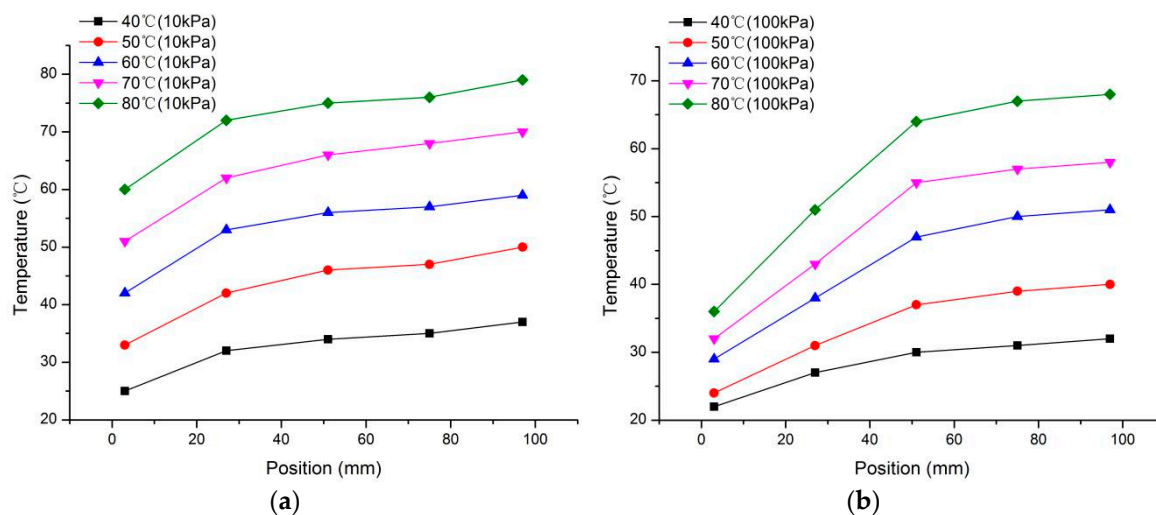 40℃(10kPa)
50℃(10kPa)
60℃(10kPa)
70℃(10kPa)
80℃(10kPa)
Temperature (℃)
80
70
60
50
40
30
20
0 20 40 60 80 100
Position (mm)
(a)
40℃(100kPa)
50℃(100kPa)
60℃(100kPa)
70℃(100kPa)
80℃(100kPa)
Temperature (℃)
70
60
50
40
30
20
0 20 40 60 80 100
Position (mm)
(b)